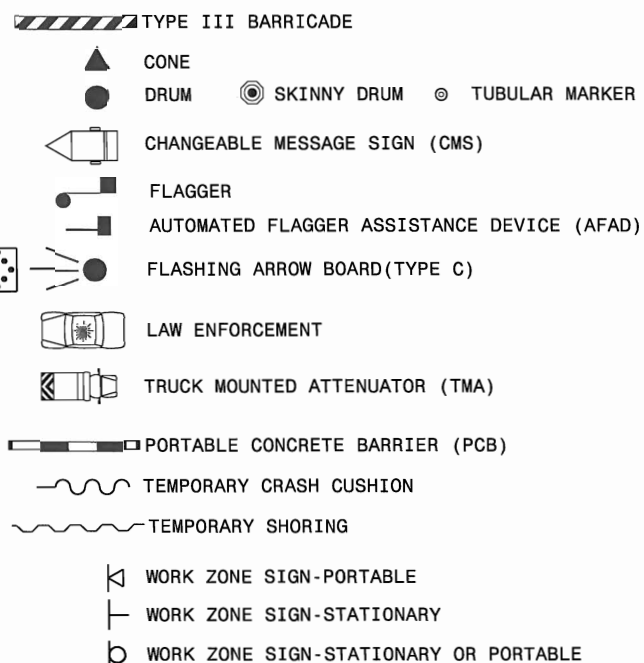 TYPE III BARRICADE
CONE
DRUM SKINNY DRUM TUBULAR MARKER
CHANGEABLE MESSAGE SIGN (CMS)
FLAGGER
AUTOMATED FLAGGER ASSISTANCE DEVICE (AFAD)
FLASHING ARROW BOARD(TYPE C)
LAW ENFORCEMENT
TRUCK MOUNTED ATTENUATOR (TMA)
PORTABLE CONCRETE BARRIER (PCB)
TEMPORARY CRASH CUSHION
TEMPORARY SHORING
WORK ZONE SIGN-PORTABLE
WORK ZONE SIGN-STATIONARY
WORK ZONE SIGN-STATIONARY OR PORTABLE